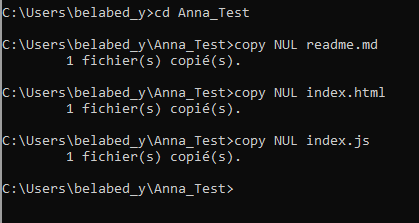 C:\Users\belabed_y>cd Anna_Test
C:\Users\belabed_y\Anna_Test>copy NUL readme.md
        1 fichier(s) copié(s).
C:\Users\belabed_y\Anna_Test>copy NUL index.html
        1 fichier(s) copié(s).
C:\Users\belabed_y\Anna_Test>copy NUL index.js
        1 fichier(s) copié(s).
C:\Users\belabed_y\Anna_Test>